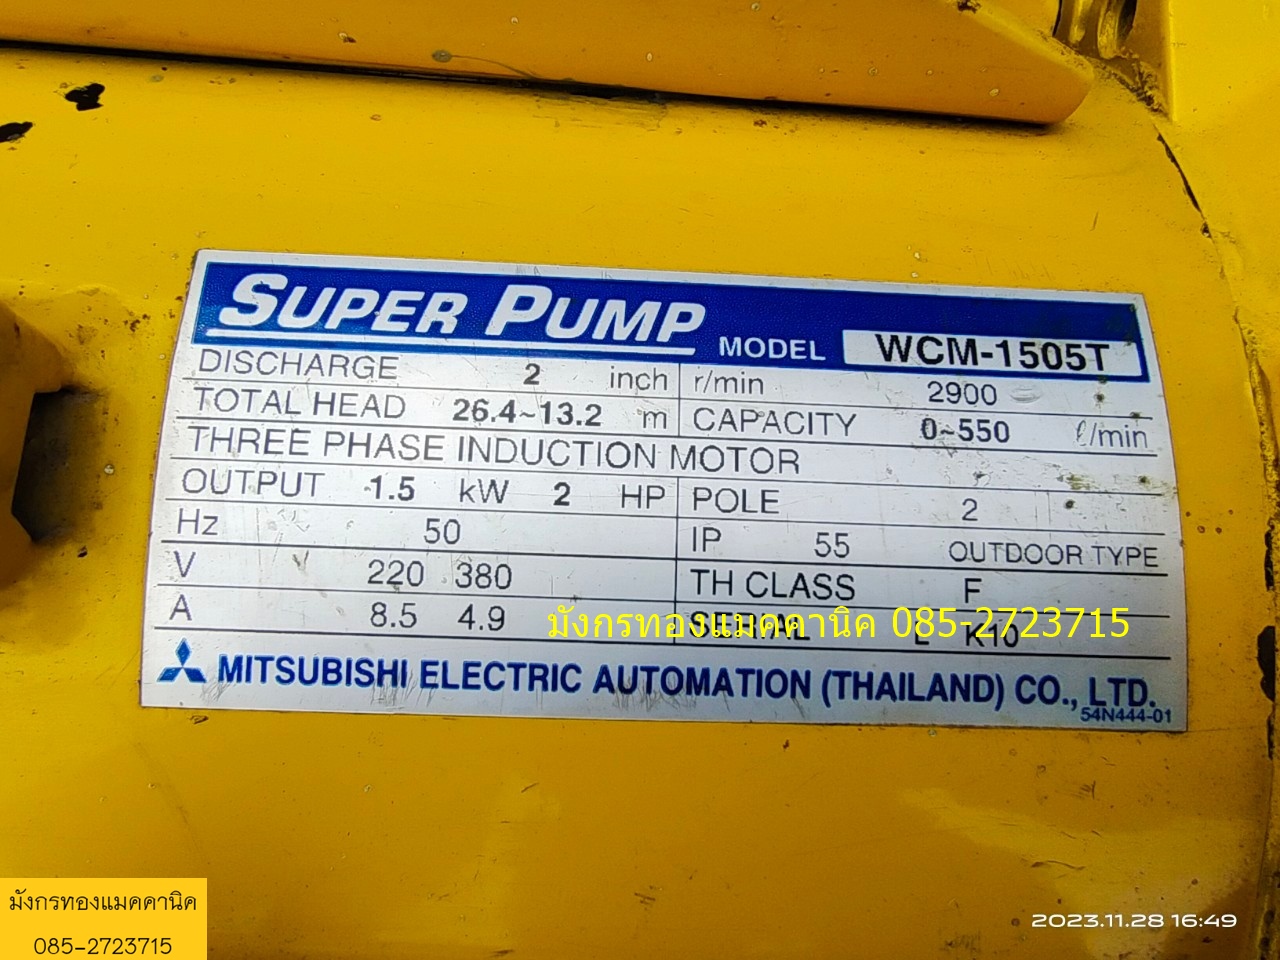 SUPER PUMP MODEL WCM-1505T
DISCHARGE 2 inch r/min 2900
TOTAL HEAD 26.4~13.2 m CAPACITY 0~550 ℓ/min
THREE PHASE INDUCTION MOTOR
OUTPUT 1.5 kW 2 HP POLE 2
Hz 50 IP 55 OUTDOOR TYPE
V 220 380 TH CLASS F
A 8.5 4.9 SERIAL L K10
มังกรทองแมคคานิค 085-2723715
MITSUBISHI ELECTRIC AUTOMATION (THAILAND) CO., LTD.
54N444-01
มังกรทองแมคคานิค
085-2723715
2023.11.28 16:49